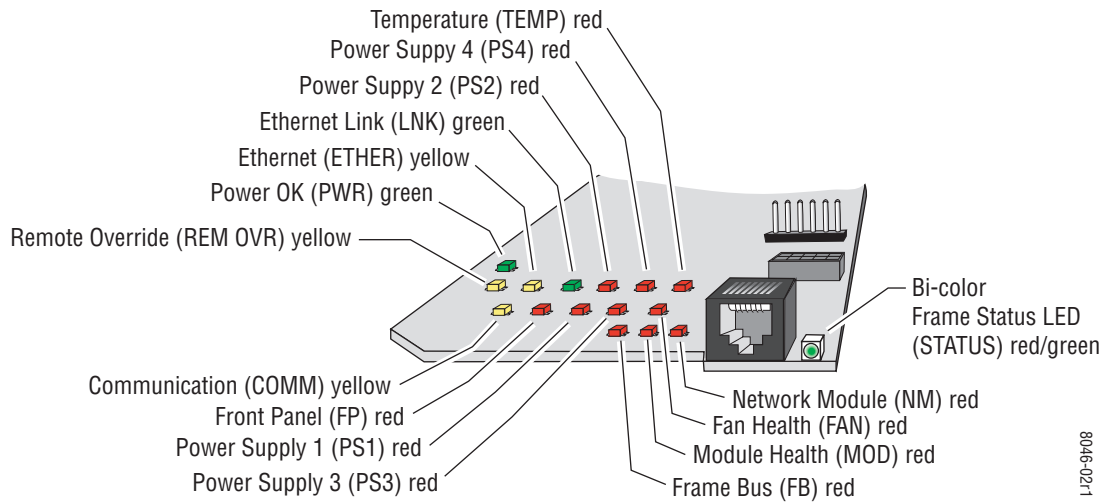 Temperature (TEMP) red
Power Suppy 4 (PS4) red
Power Suppy 2 (PS2) red
Ethernet Link (LNK) green
Ethernet (ETHER) yellow
Power OK (PWR) green
Remote Override (REM OVR) yellow
Bi-color
Frame Status LED
(STATUS) red/green
Communication (COMM) yellow
Front Panel (FP) red
Power Supply 1 (PS1) red
Power Supply 3 (PS3) red
Network Module (NM) red
Fan Health (FAN) red
Module Health (MOD) red
Frame Bus (FB) red
8046-02r1